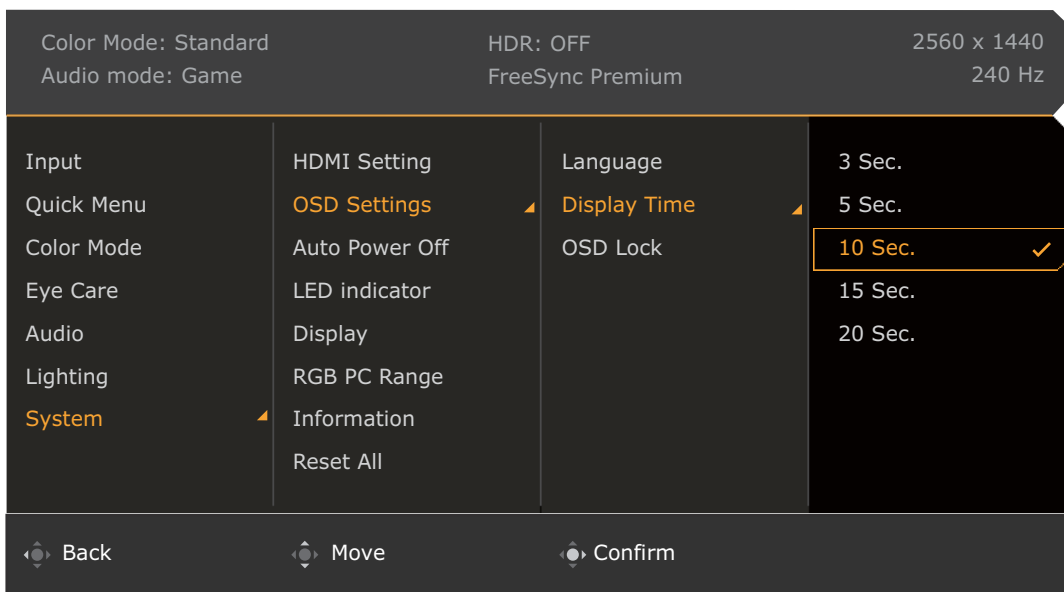 Color Mode: Standard
Audio mode: Game
HDR: OFF
FreeSync Premium
2560 x 1440
240 Hz
Input
Quick Menu
Color Mode
Eye Care
Audio
Lighting
System
HDMI Setting
OSD Settings
Auto Power Off
LED indicator
Display
RGB PC Range
Information
Reset All
Language
Display Time
OSD Lock
3 Sec.
5 Sec.
10 Sec.
15 Sec.
20 Sec.
Back
Move
Confirm